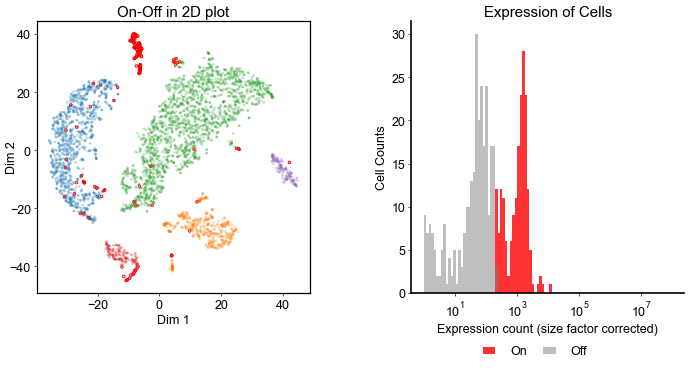 On-Off in 2D plot
40
20
0
−20
−40
−20
0
20
40
Dim 2
Dim 1
Expression of Cells
30
25
20
15
10
5
0
10^1
10^3
10^5
10^7
Cell Counts
Expression count (size factor corrected)
On Off